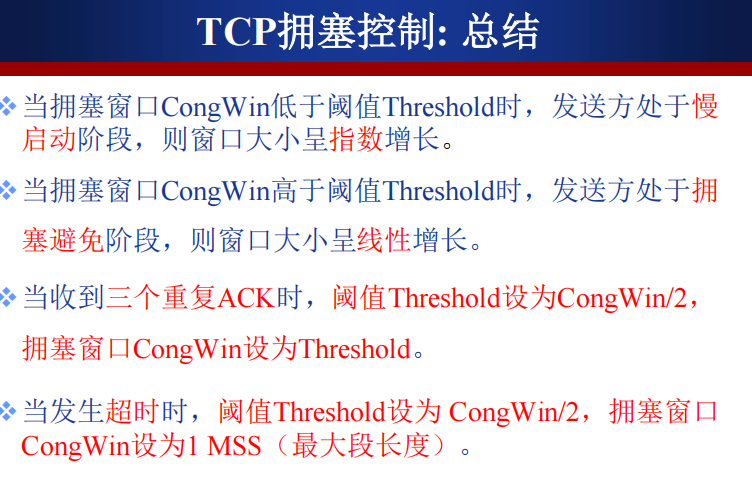 TCP拥塞控制: 总结
当拥塞窗口CongWin低于阈值Threshold时，发送方处于慢
启动阶段，则窗口大小呈指数增长。
当拥塞窗口CongWin高于阈值Threshold时，发送方处于拥
塞避免阶段，则窗口大小呈线性增长。
当收到三个重复ACK时，阈值Threshold设为CongWin/2，
拥塞窗口CongWin设为Threshold。
当发生超时时，阈值Threshold设为 CongWin/2，拥塞窗口
CongWin设为1 MSS（最大段长度）。